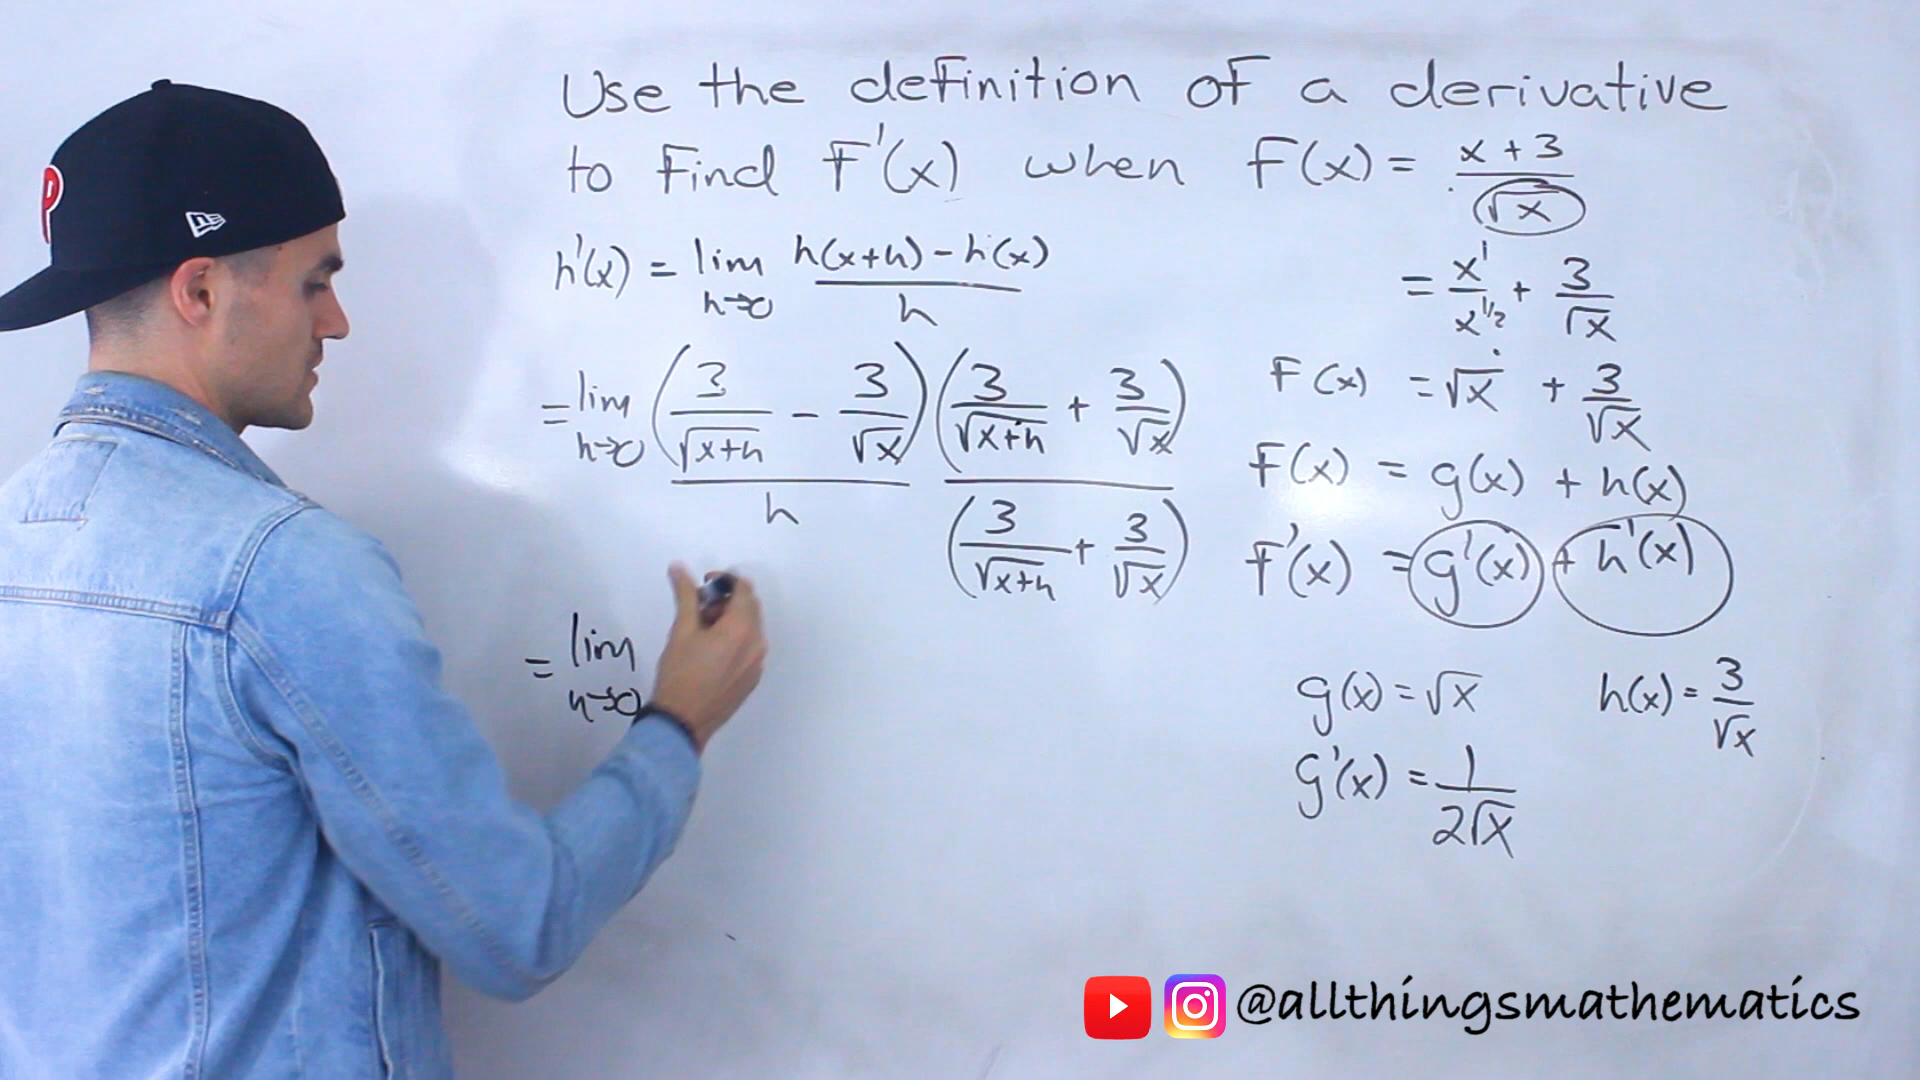 Use the definition of a derivative
to Find F'(x) when F(x) = (x + 3)/√x
h'(x) = lim h→0 (h(x+h) - h(x))/h
= lim h→0 ((3/√(x+h) - 3/√x)/h) ((3/√(x+h) + 3/√x)/(3/√(x+h) + 3/√x))
= lim h→0
= x^1/x^1/2 + 3/√x
F(x) = √x + 3/√x
F(x) = g(x) + h(x)
F'(x) = g'(x) + h'(x)
g(x) = √x
h(x) = 3/√x
g'(x) = 1/2√x
P
@allthingsmathematics